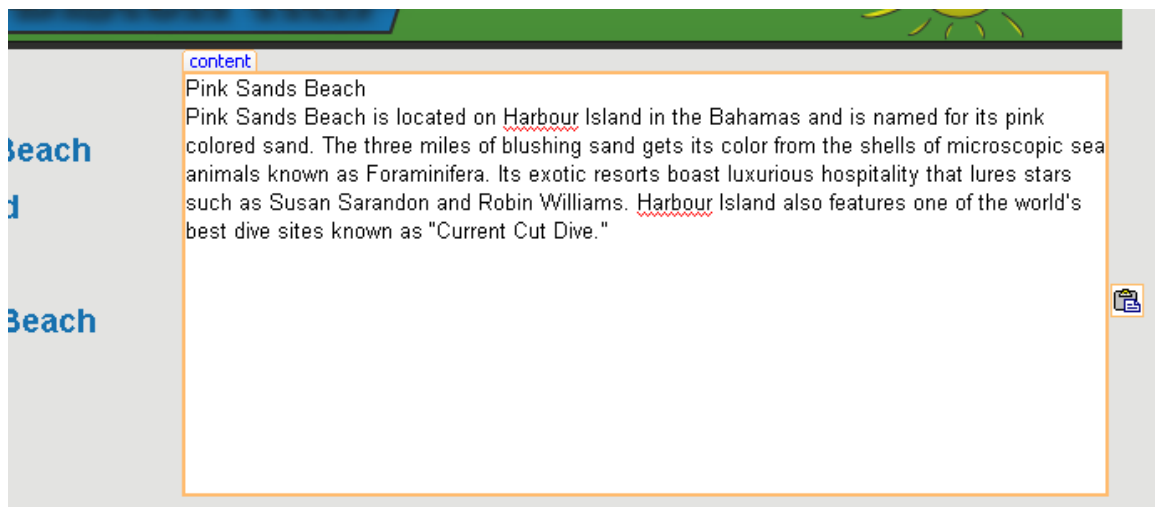 content
Pink Sands Beach
Pink Sands Beach is located on Harbour Island in the Bahamas and is named for its pink
colored sand. The three miles of blushing sand gets its color from the shells of microscopic sea
animals known as Foraminifera. Its exotic resorts boast luxurious hospitality that lures stars
such as Susan Sarandon and Robin Williams. Harbour Island also features one of the world's
best dive sites known as "Current Cut Dive."
Beach
Beach